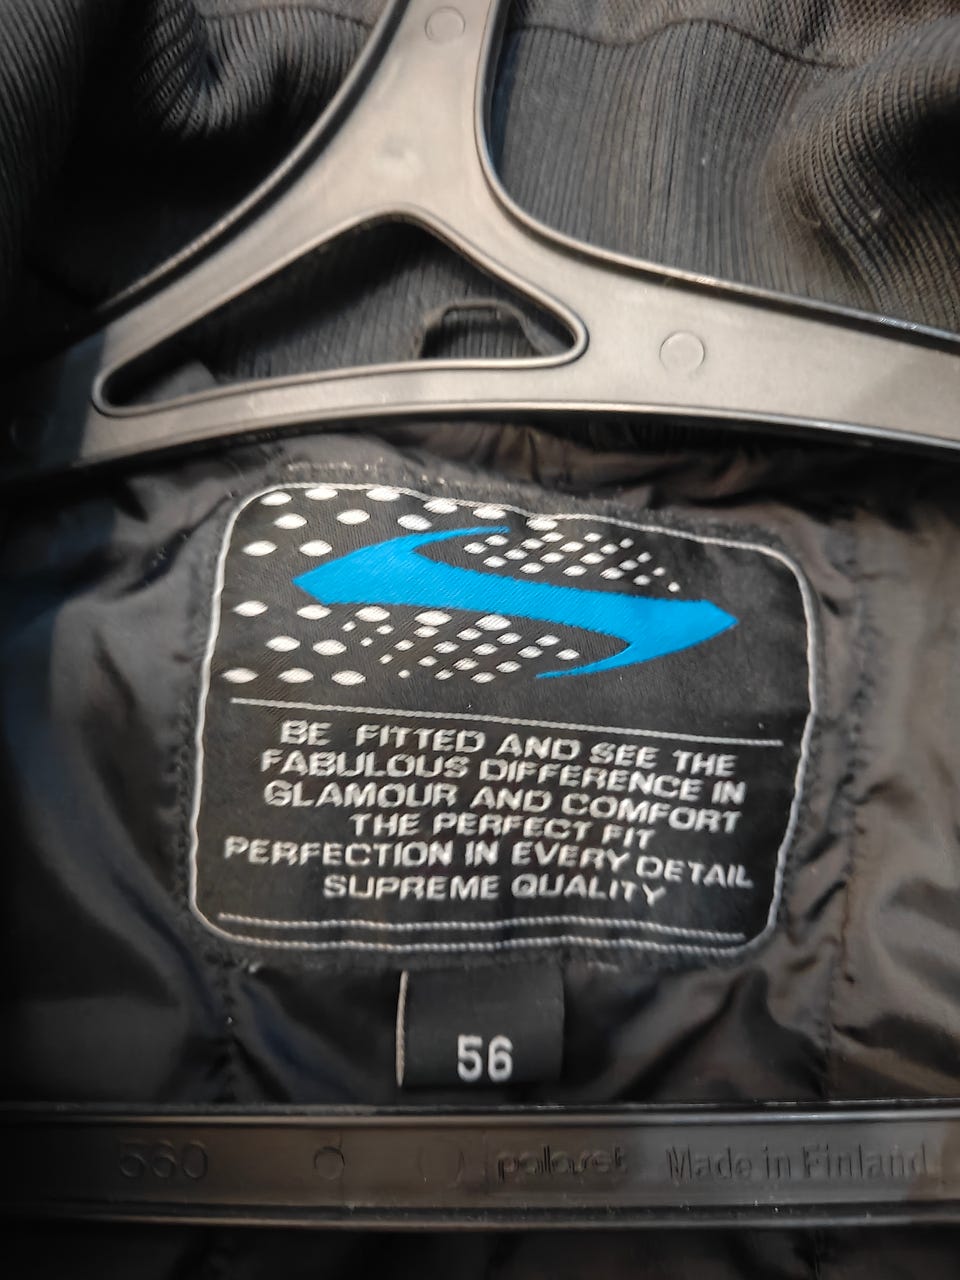 BE FITTED AND SEE THE
FABULOUS DIFFERENCE IN
GLAMOUR AND COMFORT
THE PERFECT FIT
PERFECTION IN EVERY DETAIL
SUPREME QUALITY
56
560 Made in Finland